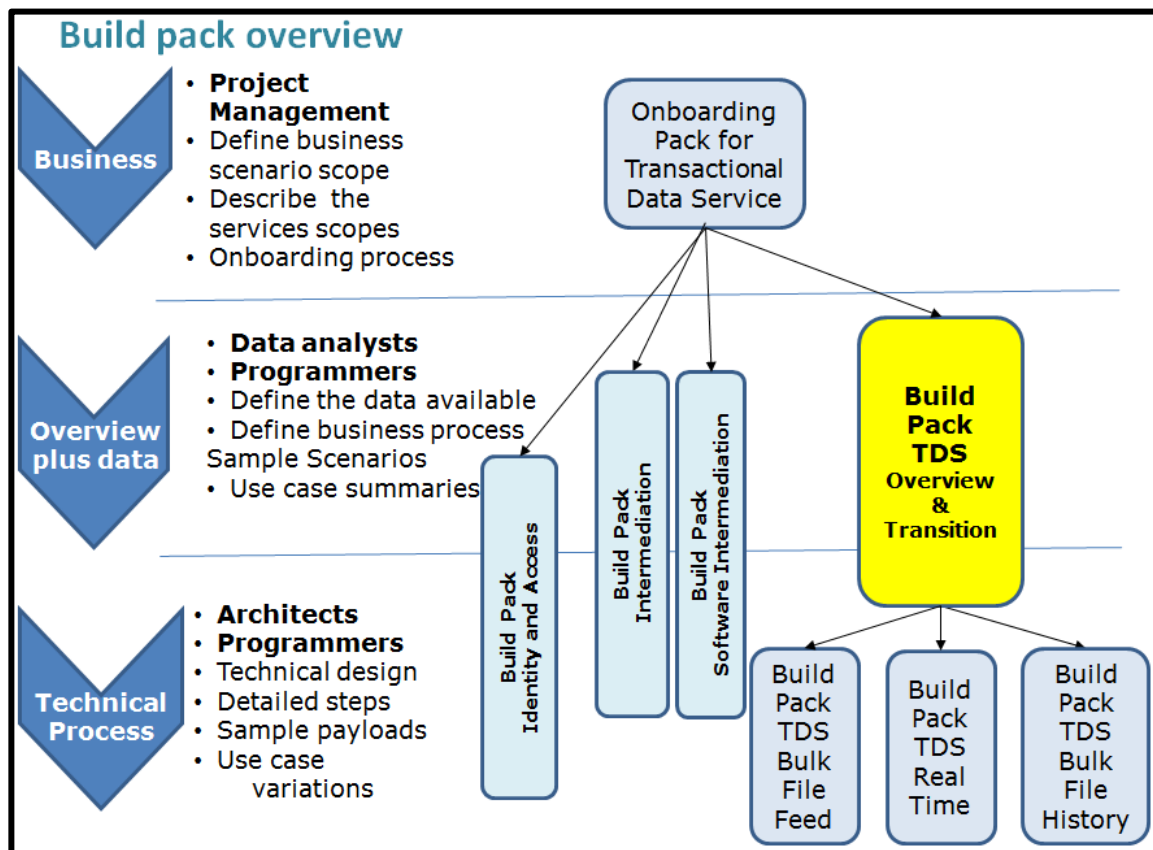 Build pack overview
Business
• Project
Management
• Define business
scenario scope
• Describe the
services scopes
• Onboarding process
Onboarding
Pack for
Transactional
Data Service
Overview
plus data
• Data analysts
• Programmers
• Define the data available
• Define business process
Sample Scenarios
• Use case summaries
Build Pack
Identity and Access
Build Pack
Intermediation
Build Pack
Software Intermediation
Build
Pack
TDS
Overview
&
Transition
Technical
Process
• Architects
• Programmers
• Technical design
• Detailed steps
• Sample payloads
• Use case
variations
Build
Pack
TDS
Bulk
File
Feed
Build
Pack
TDS
Real
Time
Build
Pack
TDS
Bulk
File
History